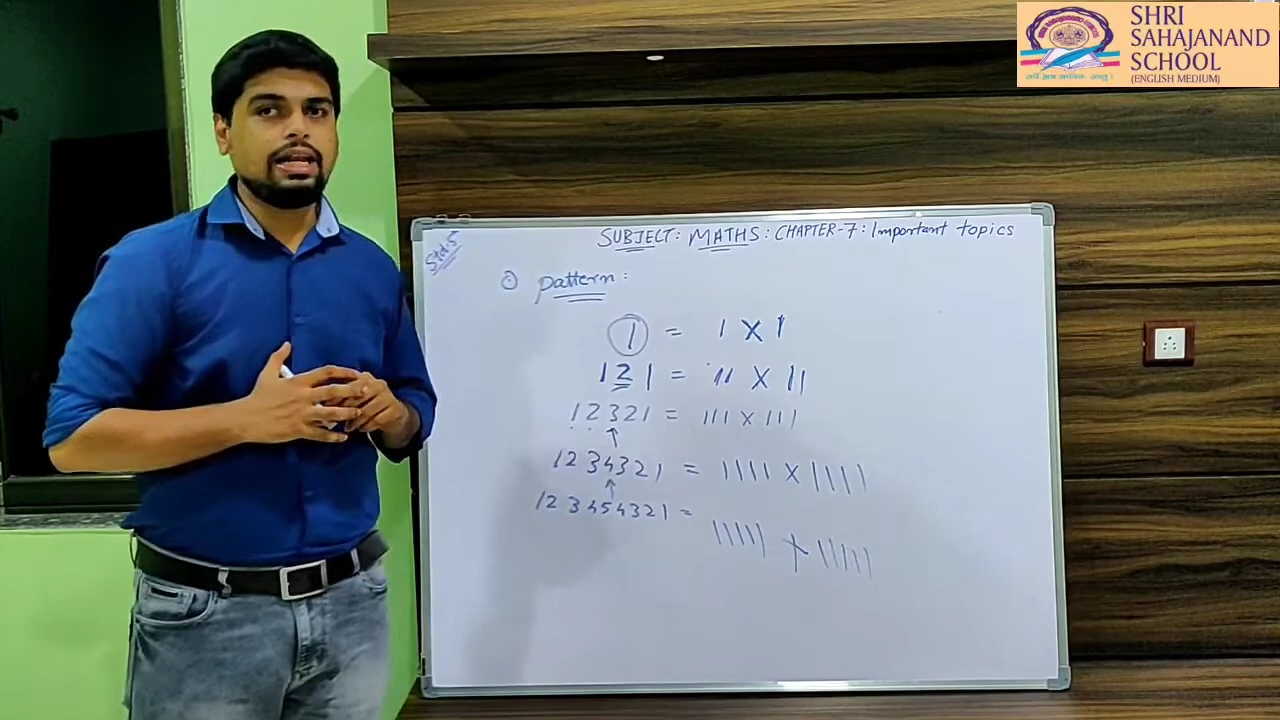 SHRI
SAHAJANAND
SCHOOL
(ENGLISH MEDIUM)
Std-5
SUBJECT: MATHS: CHAPTER-7: Important topics
① pattern:
1 = 1 X 1
121 = 11 X 11
12321 = 111 x 111
1234321 = 1111 x 1111
123454321 =
11111 x 11111